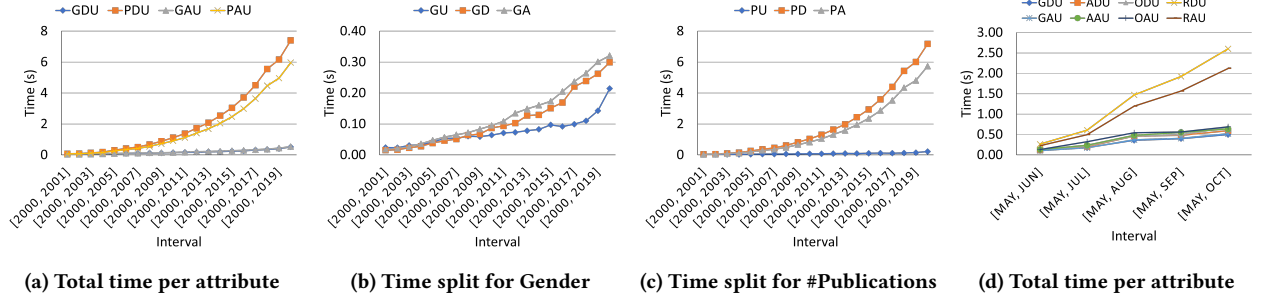 GDU PDU GAU PAU
8
6
4
2
0
Time (s)
[2000, 2001]
[2000, 2003]
[2000, 2005]
[2000, 2007]
[2000, 2009]
[2000, 2011]
[2000, 2013]
[2000, 2015]
[2000, 2017]
[2000, 2019]
Interval
(a) Total time per attribute
GU GD GA
0.40
0.30
0.20
0.10
0.00
Time (s)
[2000, 2001]
[2000, 2003]
[2000, 2005]
[2000, 2007]
[2000, 2009]
[2000, 2011]
[2000, 2013]
[2000, 2015]
[2000, 2017]
[2000, 2019]
Interval
(b) Time split for Gender
PU PD PA
8
6
4
2
0
Time (s)
[2000, 2001]
[2000, 2003]
[2000, 2005]
[2000, 2007]
[2000, 2009]
[2000, 2011]
[2000, 2013]
[2000, 2015]
[2000, 2017]
[2000, 2019]
Interval
(c) Time split for #Publications
GDU ADU ODU RDU
GAU AAU OAU RAU
3.00
2.50
2.00
1.50
1.00
0.50
0.00
Time (s)
[MAY, JUN]
[MAY, JUL]
[MAY, AUG]
[MAY, SEP]
[MAY, OCT]
Interval
(d) Total time per attribute